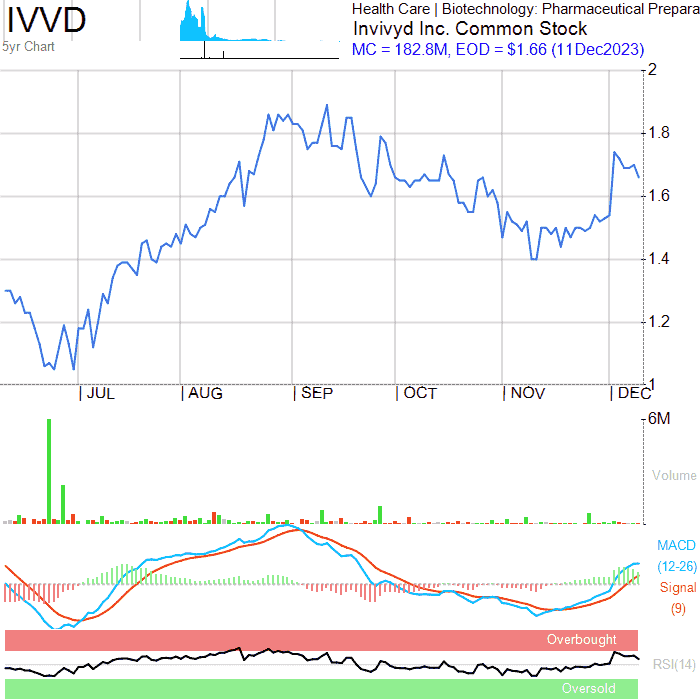 IVVD
5yr Chart
Health Care | Biotechnology: Pharmaceutical Prepara
Invivyd Inc. Common Stock
MC = 182.8M, EOD = $1.66 (11Dec2023)
2
1.8
1.6
1.4
1.2
1
| JUL | AUG | SEP | OCT | NOV | DEC
6M
Volume
MACD
(12-26)
Signal
(9)
Overbought
RSI(14)
Oversold